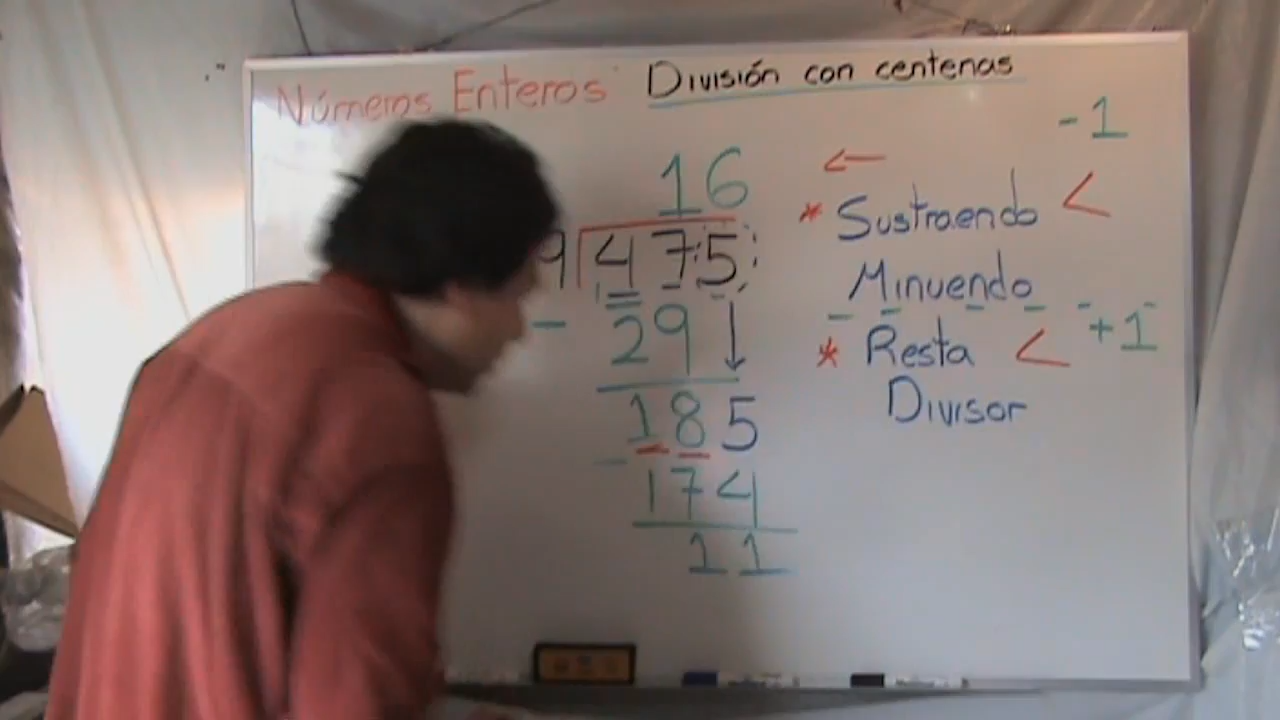 Números Enteros División con centenas
-1
16 ←
* Sustraendo <
9 475
Minuendo
- 29 +1
* Resta <
185 Divisor
- 174
11